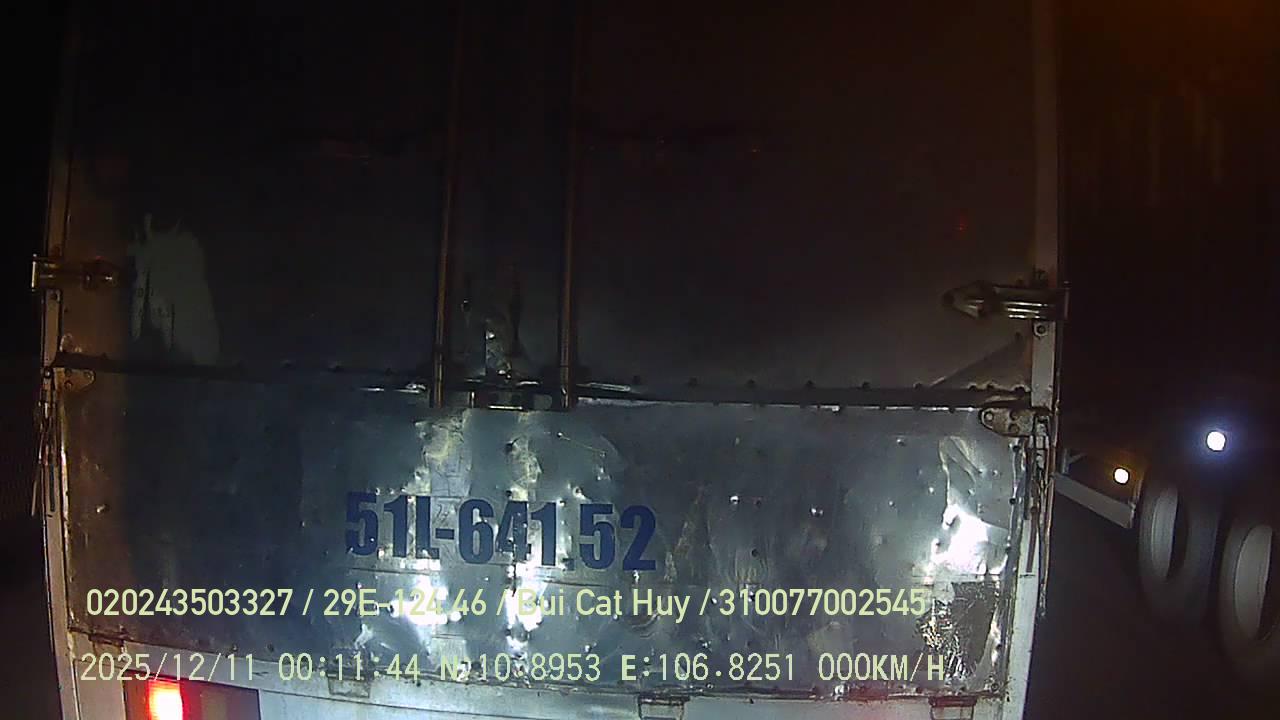 51L-641.52
020243503327 / 29E-124.46 / Bui Cat Huy / 310077002545
2025/12/11 00:11:44 N:10.8953 E:106.8251 000KM/H